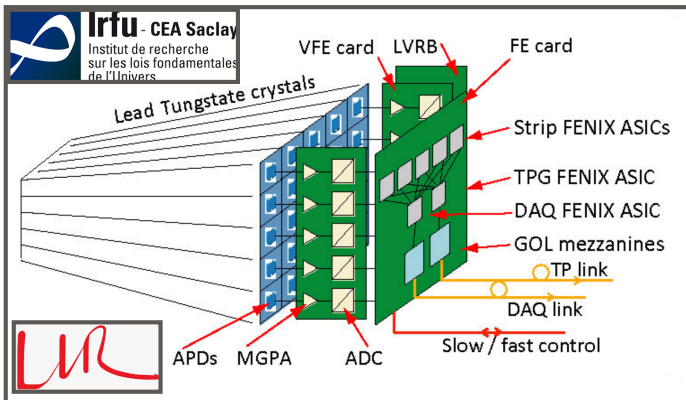 Irfu - CEA Saclay
Institut de recherche
sur les lois fondamentales
de l'Univers
VFE card
LVRB
FE card
Lead Tungstate crystals
Strip FENIX ASICs
TPG FENIX ASIC
DAQ FENIX ASIC
GOL mezzanines
TP link
DAQ link
APDs
MGPA
ADC
Slow / fast control